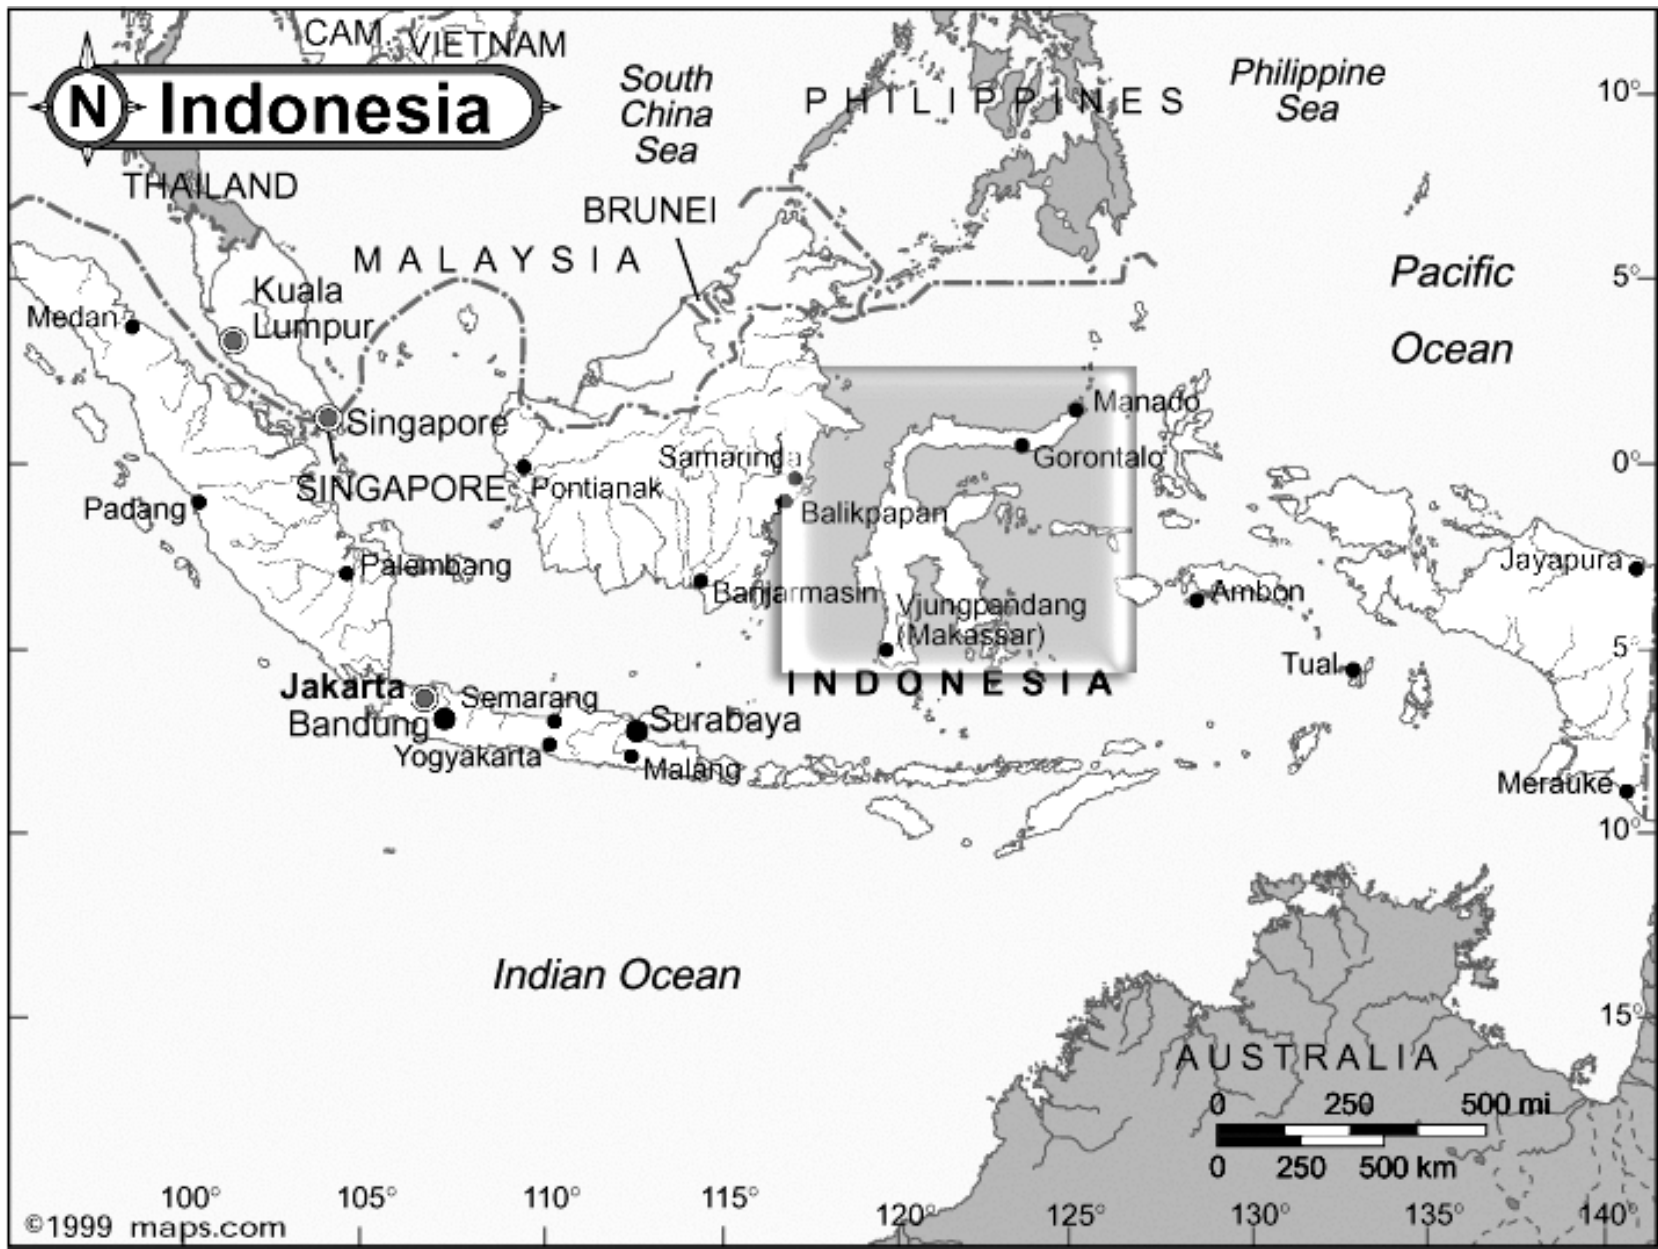 CAM
VIETNAM
N Indonesia
South
China
Sea
PHILIPPINES
Philippine
Sea
10°
THAILAND
BRUNEI
MALAYSIA
Pacific
Ocean
5°
Kuala
Lumpur
Medan
Manado
Singapore
Samarinda
Gorontalo
0°
SINGAPORE
Pontianak
Padang
Balikpapan
Palembang
Jayapura
Banjarmasin
Vjungpandang
(Makassar)
Ambon
5°
Tual
INDONESIA
Jakarta
Semarang
Bandung
Surabaya
Yogyakarta
Malang
Merauke
10°
Indian Ocean
15°
AUSTRALIA
0 250 500 mi
0 250 500 km
100° 105° 110° 115° 120° 125° 130° 135° 140°
©1999 maps.com